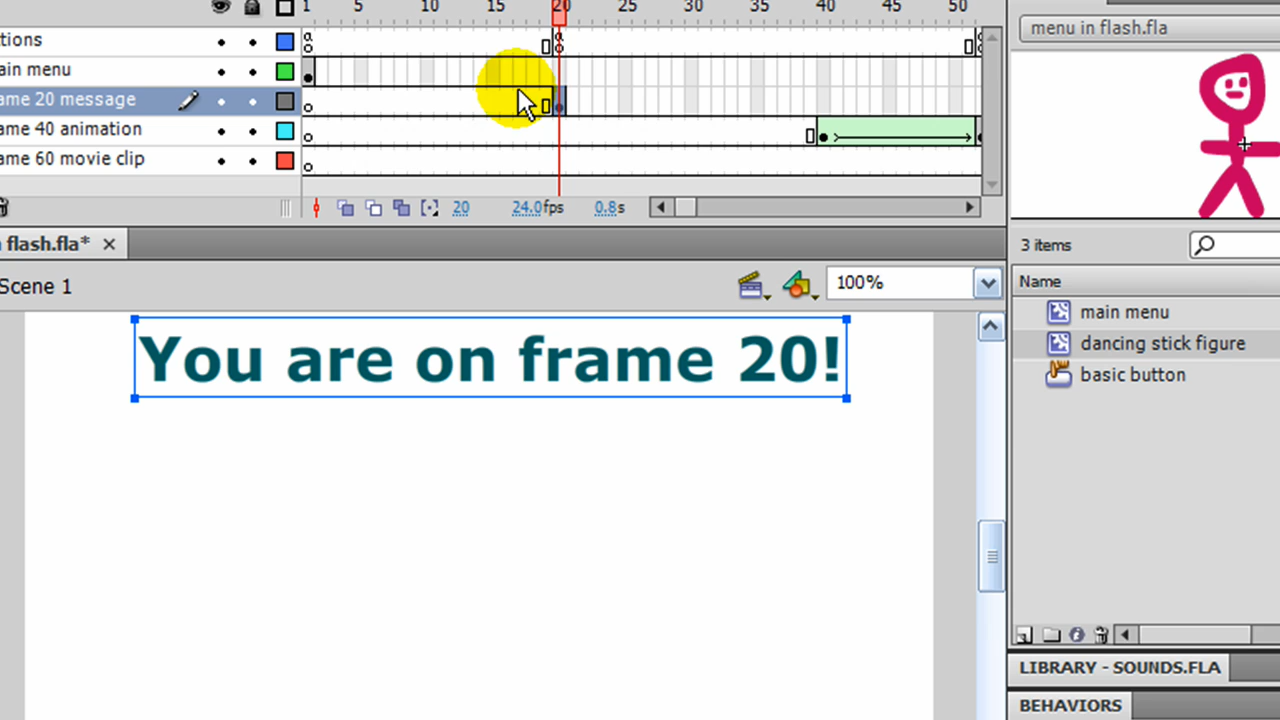 1 5 10 15 20 25 30 35 40 45 50
menu in flash.fla
tions
ain menu
ame 20 message
ame 40 animation
ame 60 movie clip
20 24.0fps 0.8s
flash.fla* ×
3 items
Scene 1
100%
Name
main menu
dancing stick figure
basic button
You are on frame 20!
LIBRARY - SOUNDS.FLA
BEHAVIORS